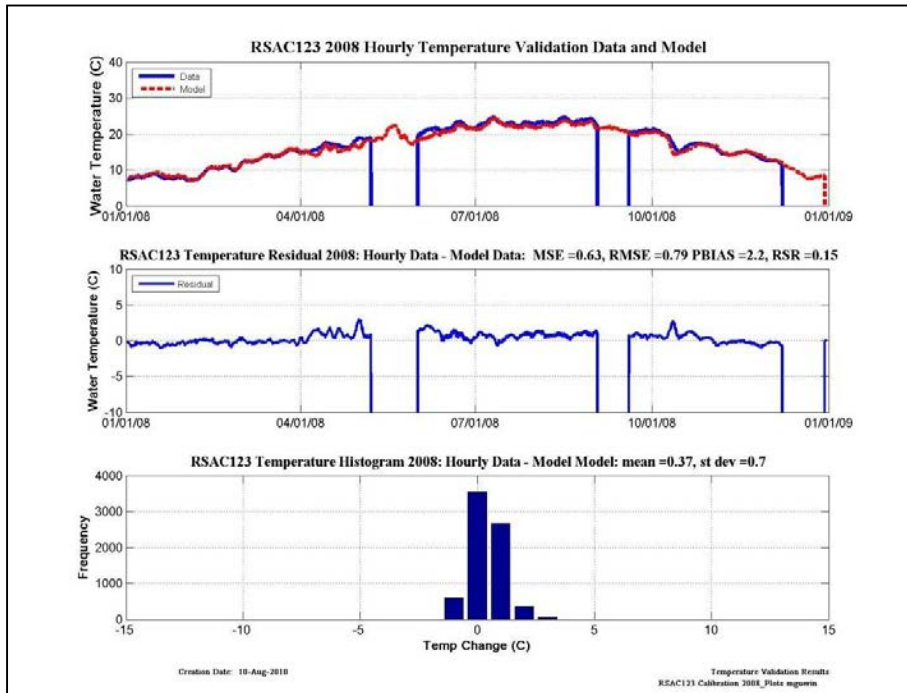 RSAC123 2008 Hourly Temperature Validation Data and Model
Water Temperature (C)
40
30
20
10
0
Data
Model
01/01/08
04/01/08
07/01/08
10/01/08
01/01/09
RSAC123 Temperature Residual 2008: Hourly Data - Model Data: MSE =0.63, RMSE =0.79 PBIAS =2.2, RSR =0.15
Water Temperature (C)
10
5
0
-5
-10
Residual
01/01/08
04/01/08
07/01/08
10/01/08
01/01/09
RSAC123 Temperature Histogram 2008: Hourly Data - Model Model: mean =0.37, st dev =0.7
Frequency
4000
3000
2000
1000
0
-15
-10
-5
0
5
10
15
Temp Change (C)
Creation Date: 10-Aug-2010
Temperature Validation Results
RSAC123 Calibration 2008_Plots mguerin